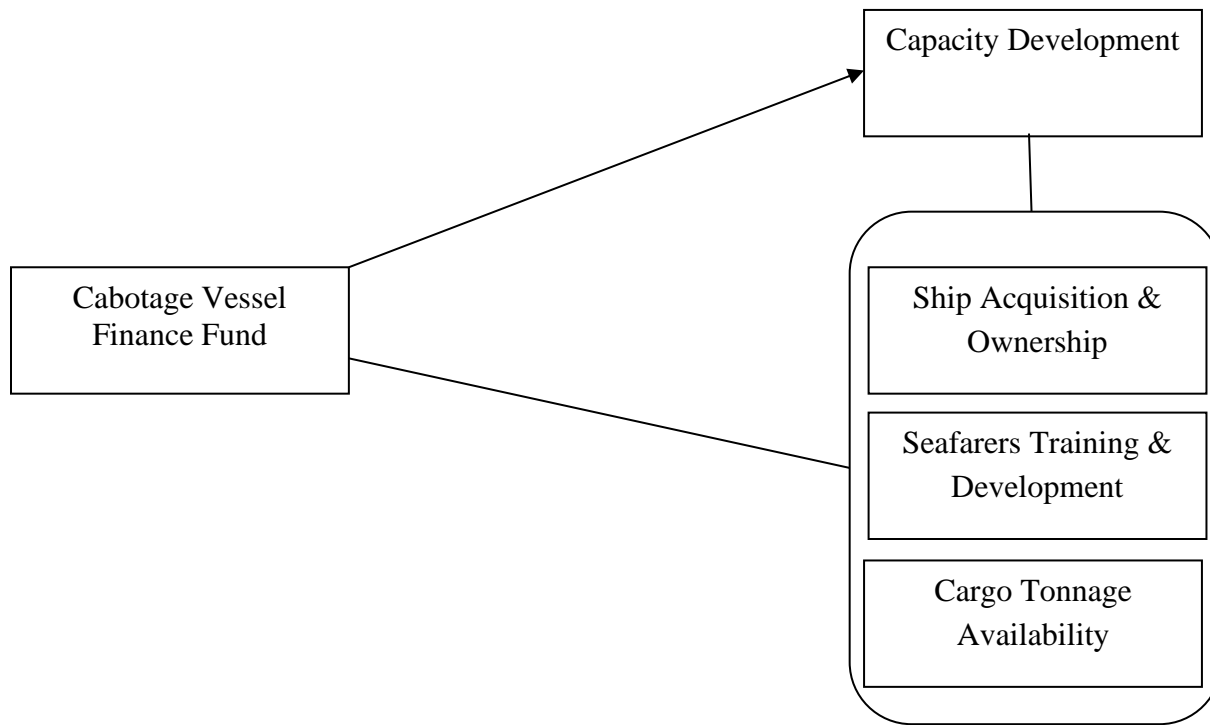 Capacity Development
Cabotage Vessel
Finance Fund
Ship Acquisition &
Ownership
Seafarers Training &
Development
Cargo Tonnage
Availability